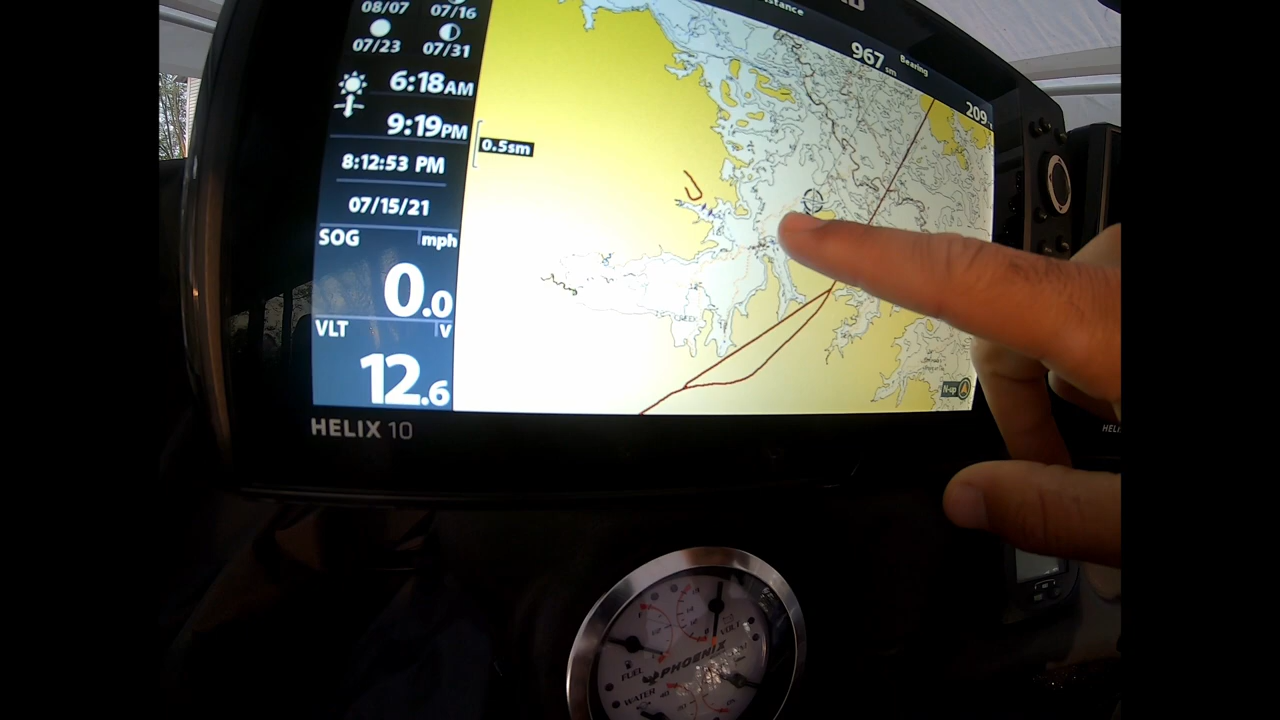 08/07 07/16
07/23 07/31
6:18AM
9:19PM
8:12:53 PM
07/15/21
SOG mph
0.0
VLT V
12.6
0.5sm
967 sm
Bearing
209
N-up
HELIX 10
VOLT
FUEL
PHOENIX
WATER